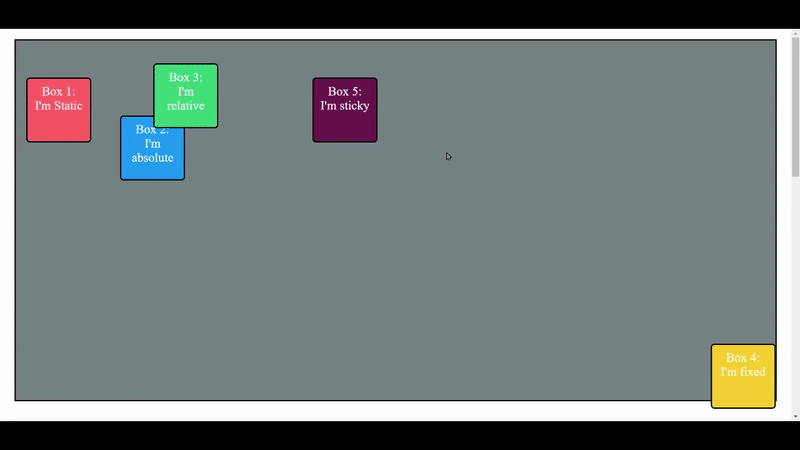 Box 1:
I'm Static
Box 2:
I'm
absolute
Box 3:
I'm
relative
Box 5:
I'm sticky
Box 4:
I'm fixed